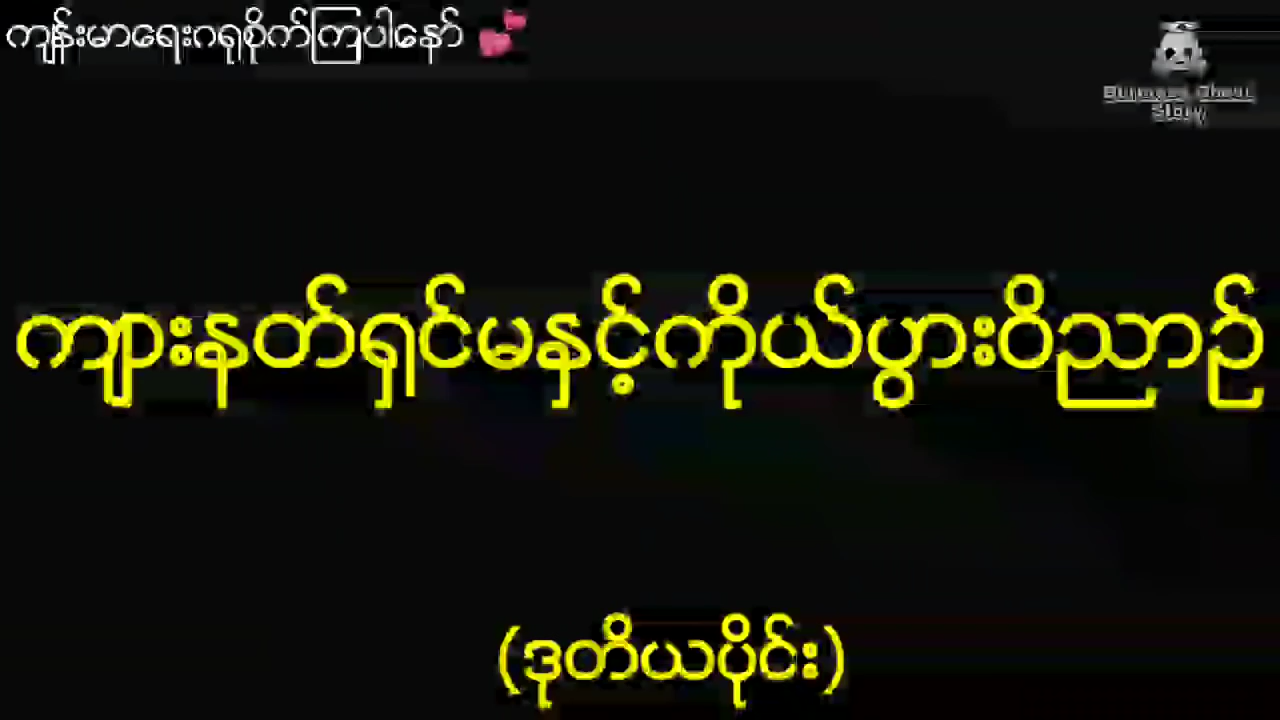 ကျန်းမာရေးဂရုစိုက်ကြပါနော် 💕
Story
ကျားနတ်ရှင်မနှင့်ကိုယ်ပွားဝိညာဉ်
(ဒုတိယပိုင်း)